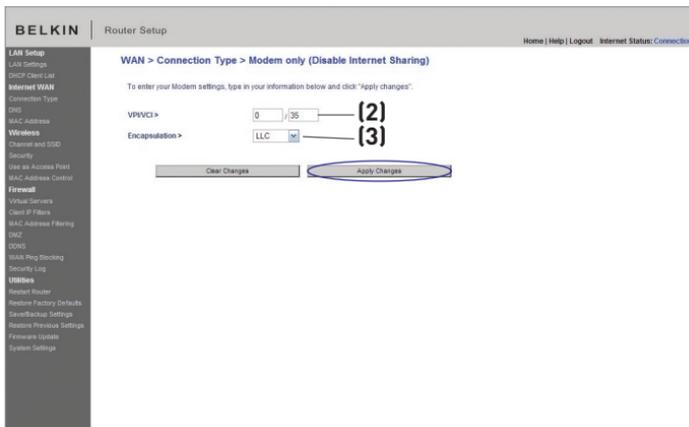 BELKIN Router Setup
Home | Help | Logout Internet Status: Connection
LAN Setup
LAN Settings
DHCP Client List
Internet WAN
Connection Type
DNS
MAC Address
Wireless
Channel and SSID
Security
Use as Access Point
MAC Address Control
Firewall
Virtual Servers
Client IP Filters
MAC Address Filtering
DMZ
DDNS
WAN Ping Blocking
Security Log
Utilities
Restart Router
Restore Factory Defaults
Save/Backup Settings
Restore Previous Settings
Firmware Update
System Settings
WAN > Connection Type > Modem only (Disable Internet Sharing)
To enter your Modem settings, type in your information below and click "Apply changes".
VPI/VCI > 0 / 35 (2)
Encapsulation > LLC (3)
Clear Changes Apply Changes